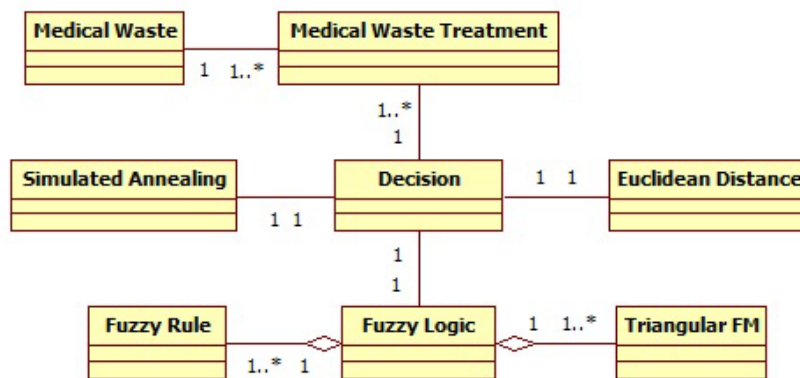 Medical Waste
Medical Waste Treatment
1 1..*
1..*
1
Simulated Annealing
Decision
1 1
Euclidean Distance
1 1
1
1
Fuzzy Rule
Fuzzy Logic
1 1..*
Triangular FM
1..* 1